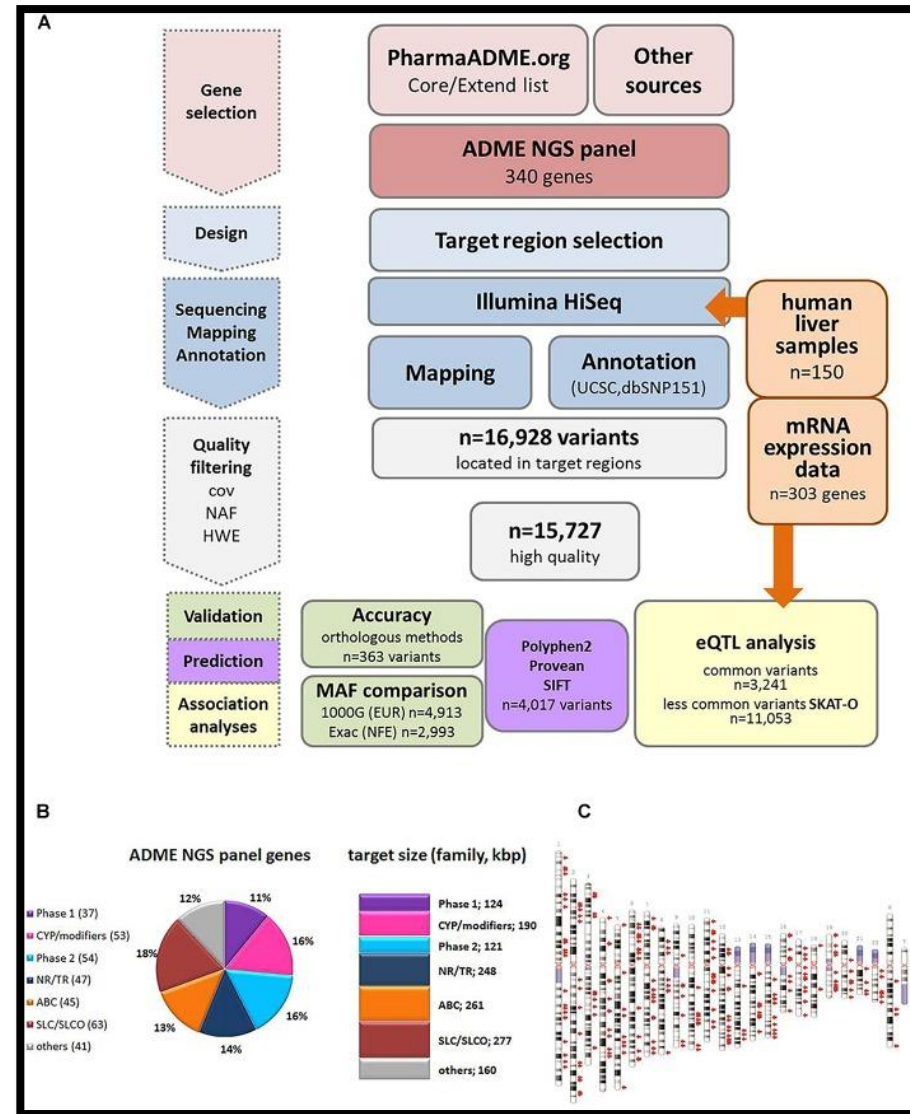 A
Gene
selection
PharmaADME.org
Core/Extend list
Other
sources
ADME NGS panel
340 genes
Design
Target region selection
Sequencing
Mapping
Annotation
Illumina HiSeq
human
liver
samples
n=150
Mapping
Annotation
(UCSC,dbSNP151)
Quality
filtering
cov
NAF
HWE
n=16,928 variants
located in target regions
mRNA
expression
data
n=303 genes
n=15,727
high quality
Validation
Prediction
Association
analyses
Accuracy
orthologous methods
n=363 variants
MAF comparison
1000G (EUR) n=4,913
Exac (NFE) n=2,993
Polyphen2
Provean
SIFT
n=4,017 variants
eQTL analysis
common variants
n=3,241
less common variants SKAT-O
n=11,053
B
ADME NGS panel genes
Phase 1 (37)
CYP/modifiers (53)
Phase 2 (54)
NR/TR (47)
ABC (45)
SLC/SLCO (63)
others (41)
11%
16%
16%
14%
13%
18%
12%
target size (family, kbp)
Phase 1; 124
CYP/modifiers; 190
Phase 2; 121
NR/TR; 248
ABC; 261
SLC/SLCO; 277
others; 160
C